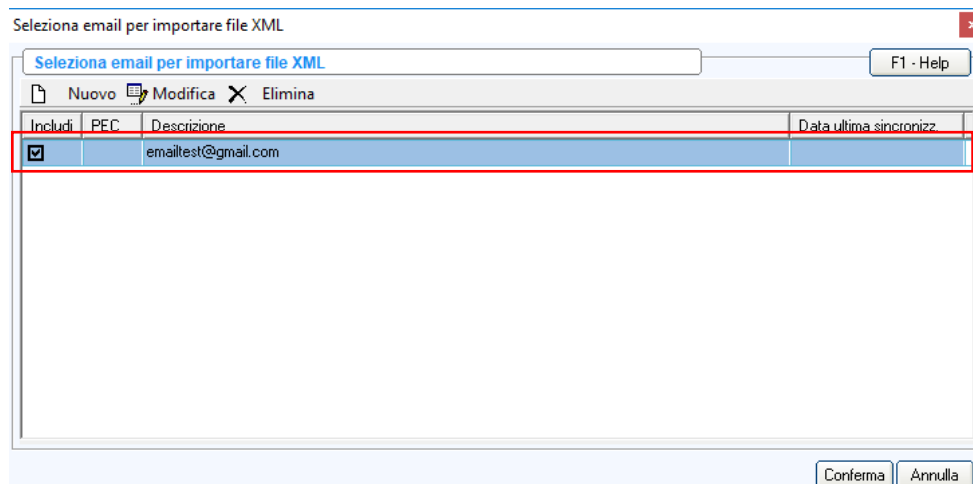 Seleziona email per importare file XML
Seleziona email per importare file XML F1 - Help
Nuovo Modifica Elimina
Includi PEC Descrizione Data ultima sincronizz.
emailtest@gmail.com
Conferma Annulla